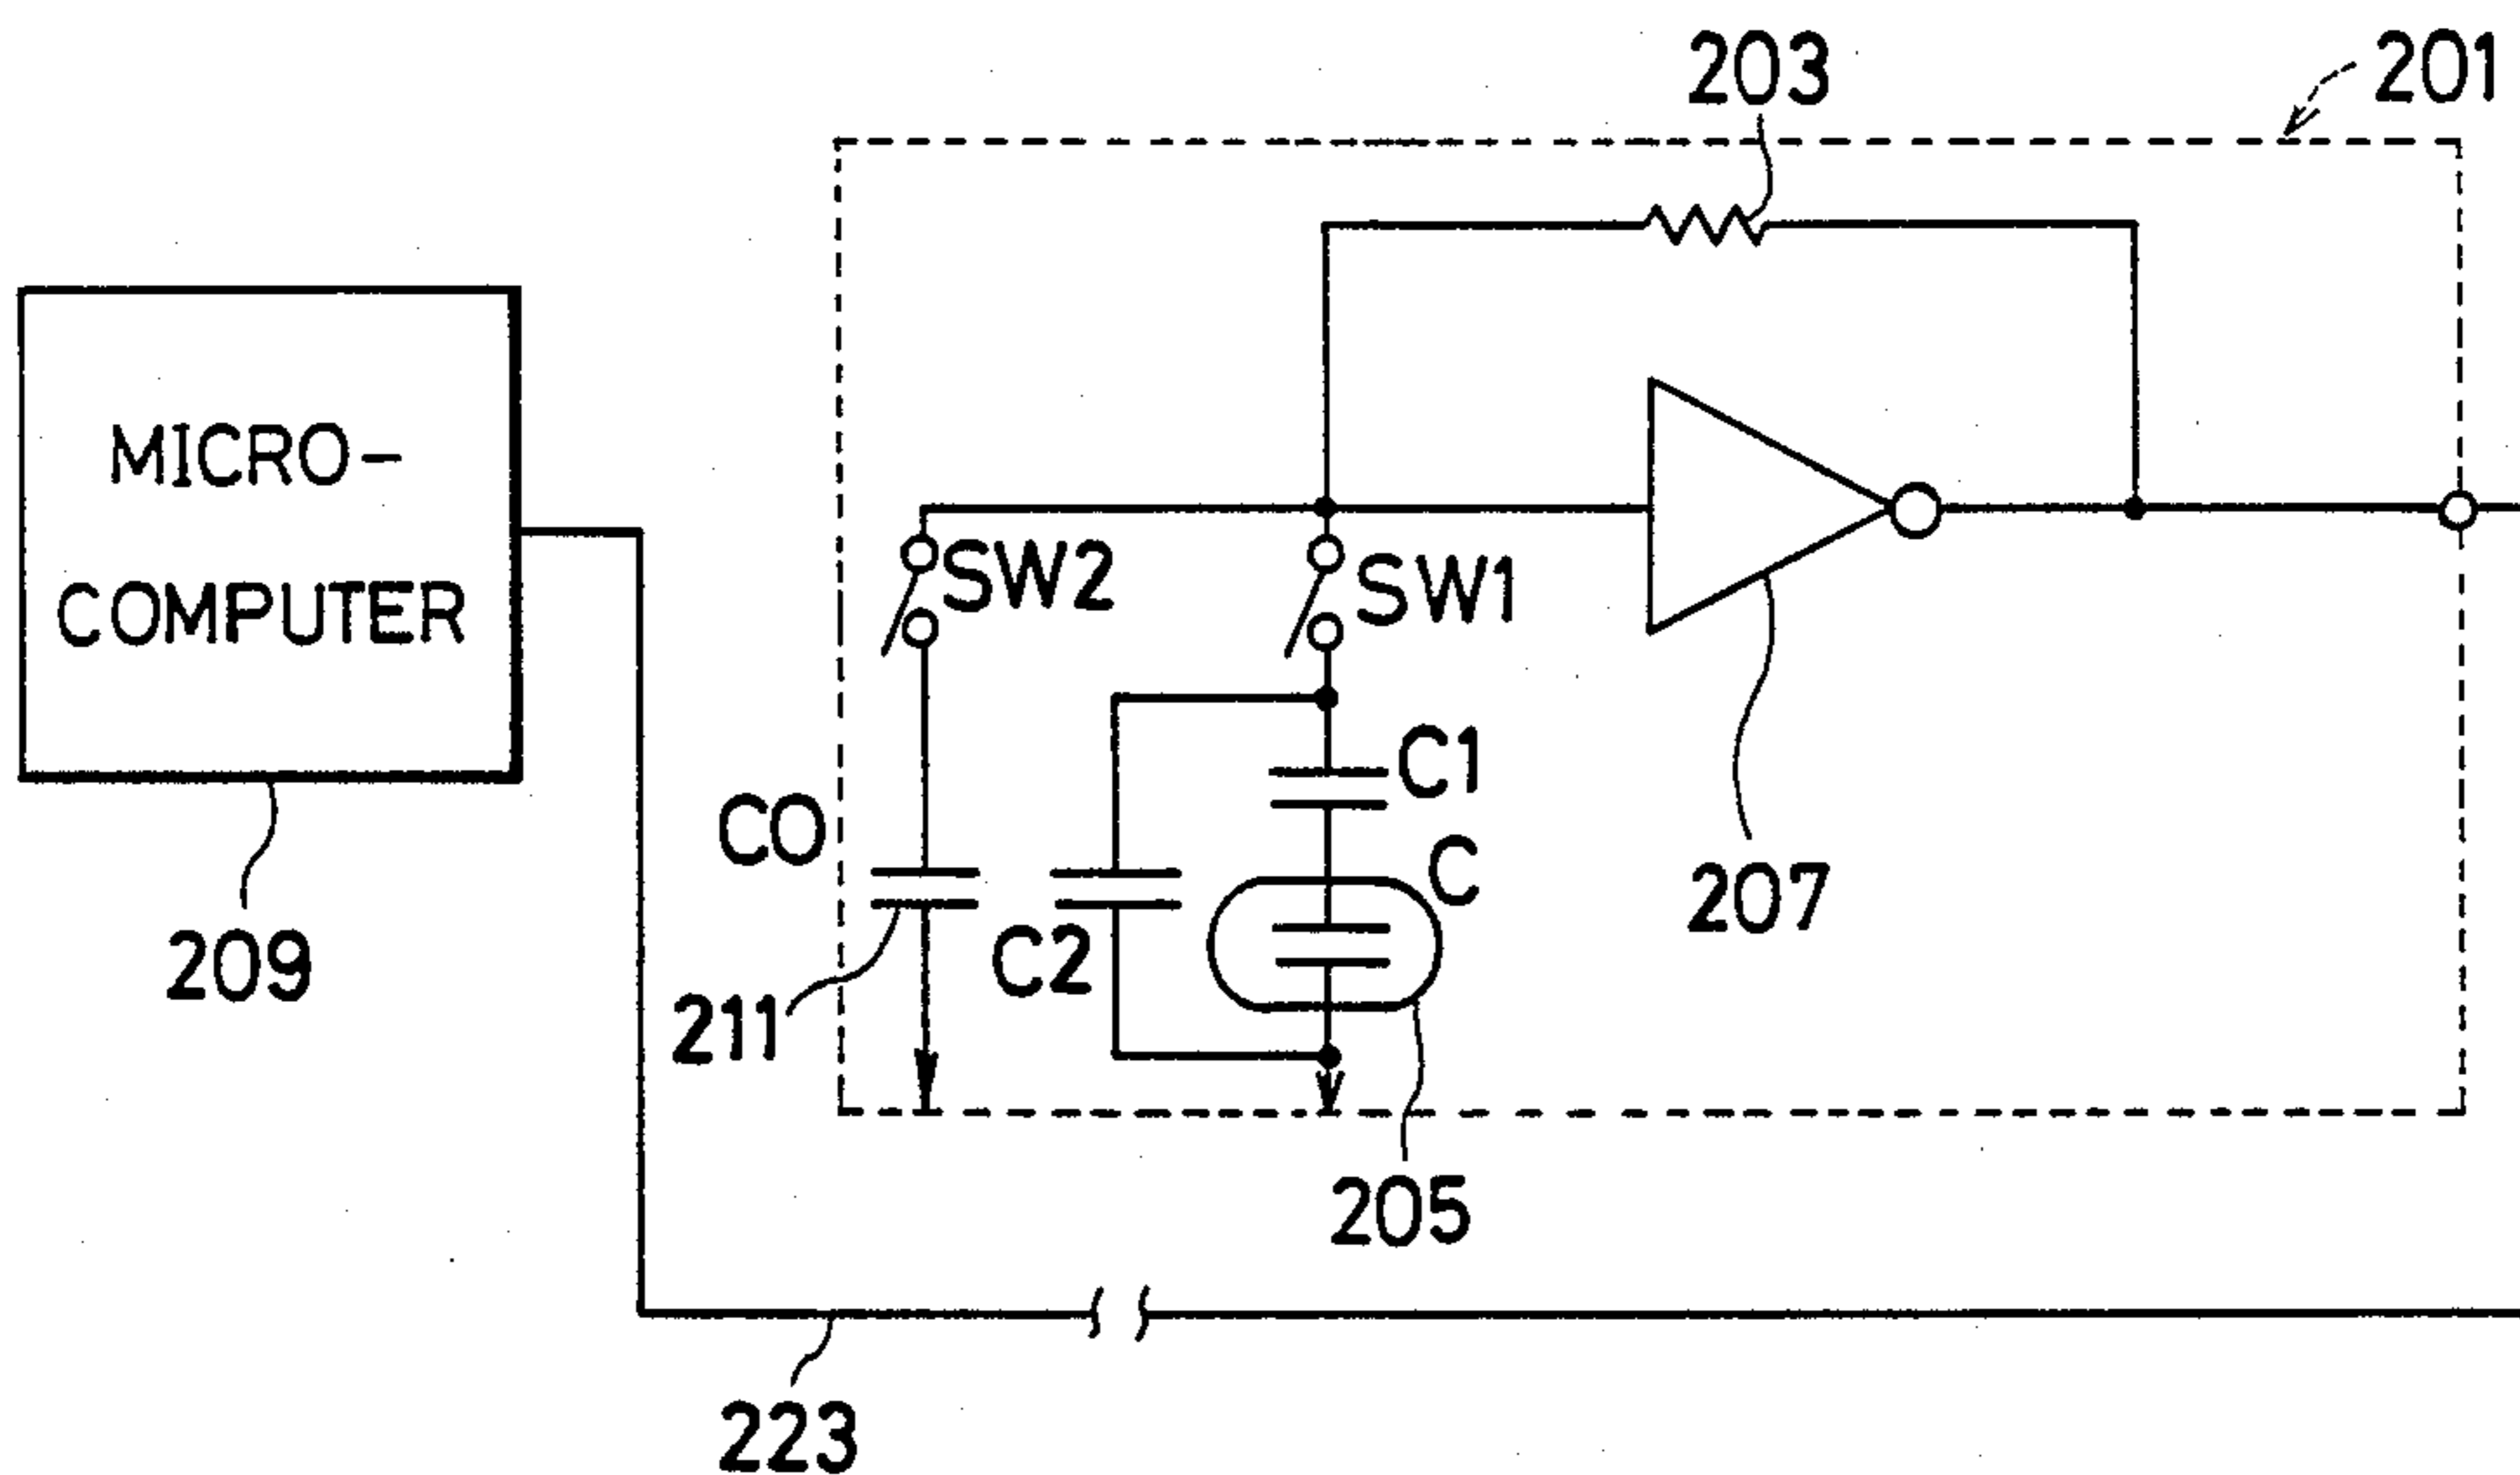 203
201
MICRO-
COMPUTER
SW2
SW1
C1
CO
C
C2
207
209
211
205
223